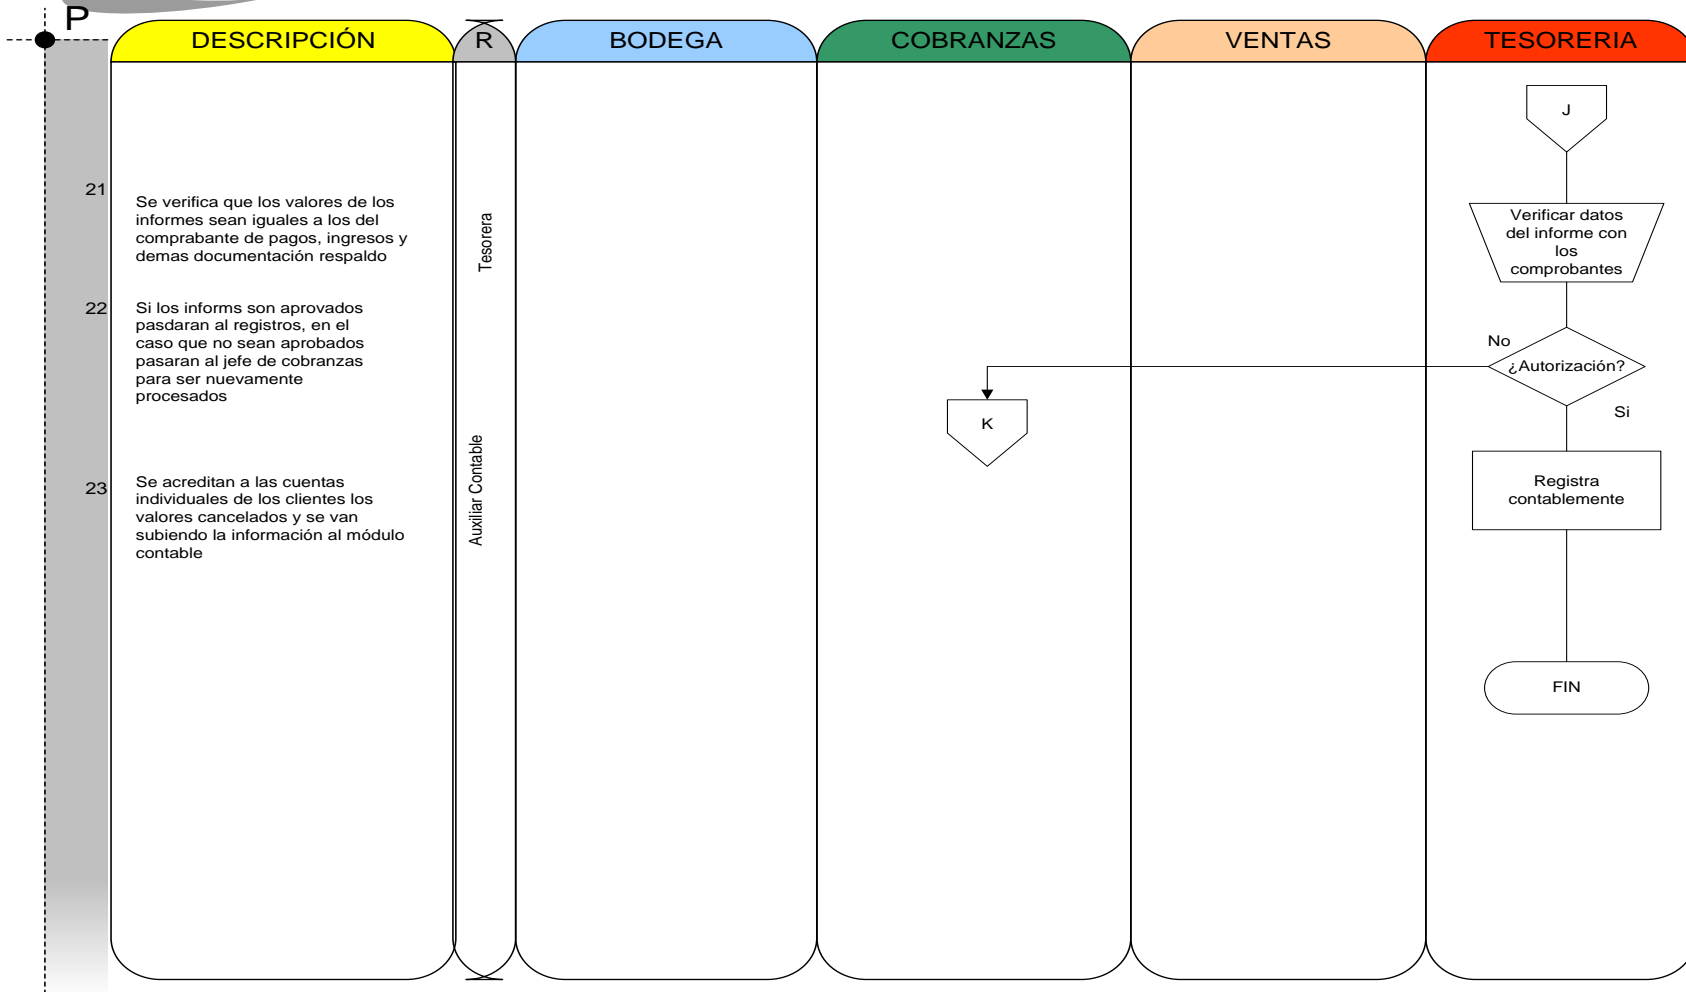 P
DESCRIPCIÓN
R
BODEGA
COBRANZAS
VENTAS
TESORERIA
J
21
Se verifica que los valores de los
informes sean iguales a los del
comprabante de pagos, ingresos y
demas documentación respaldo
Tesorera
Verificar datos
del informe con
los
comprobantes
22
Si los informs son aprovados
pasdaran al registros, en el
caso que no sean aprobados
pasaran al jefe de cobranzas
para ser nuevamente
procesados
No
¿Autorización?
Si
K
23
Se acreditan a las cuentas
individuales de los clientes los
valores cancelados y se van
subiendo la información al módulo
contable
Auxiliar Contable
Registra
contablemente
FIN